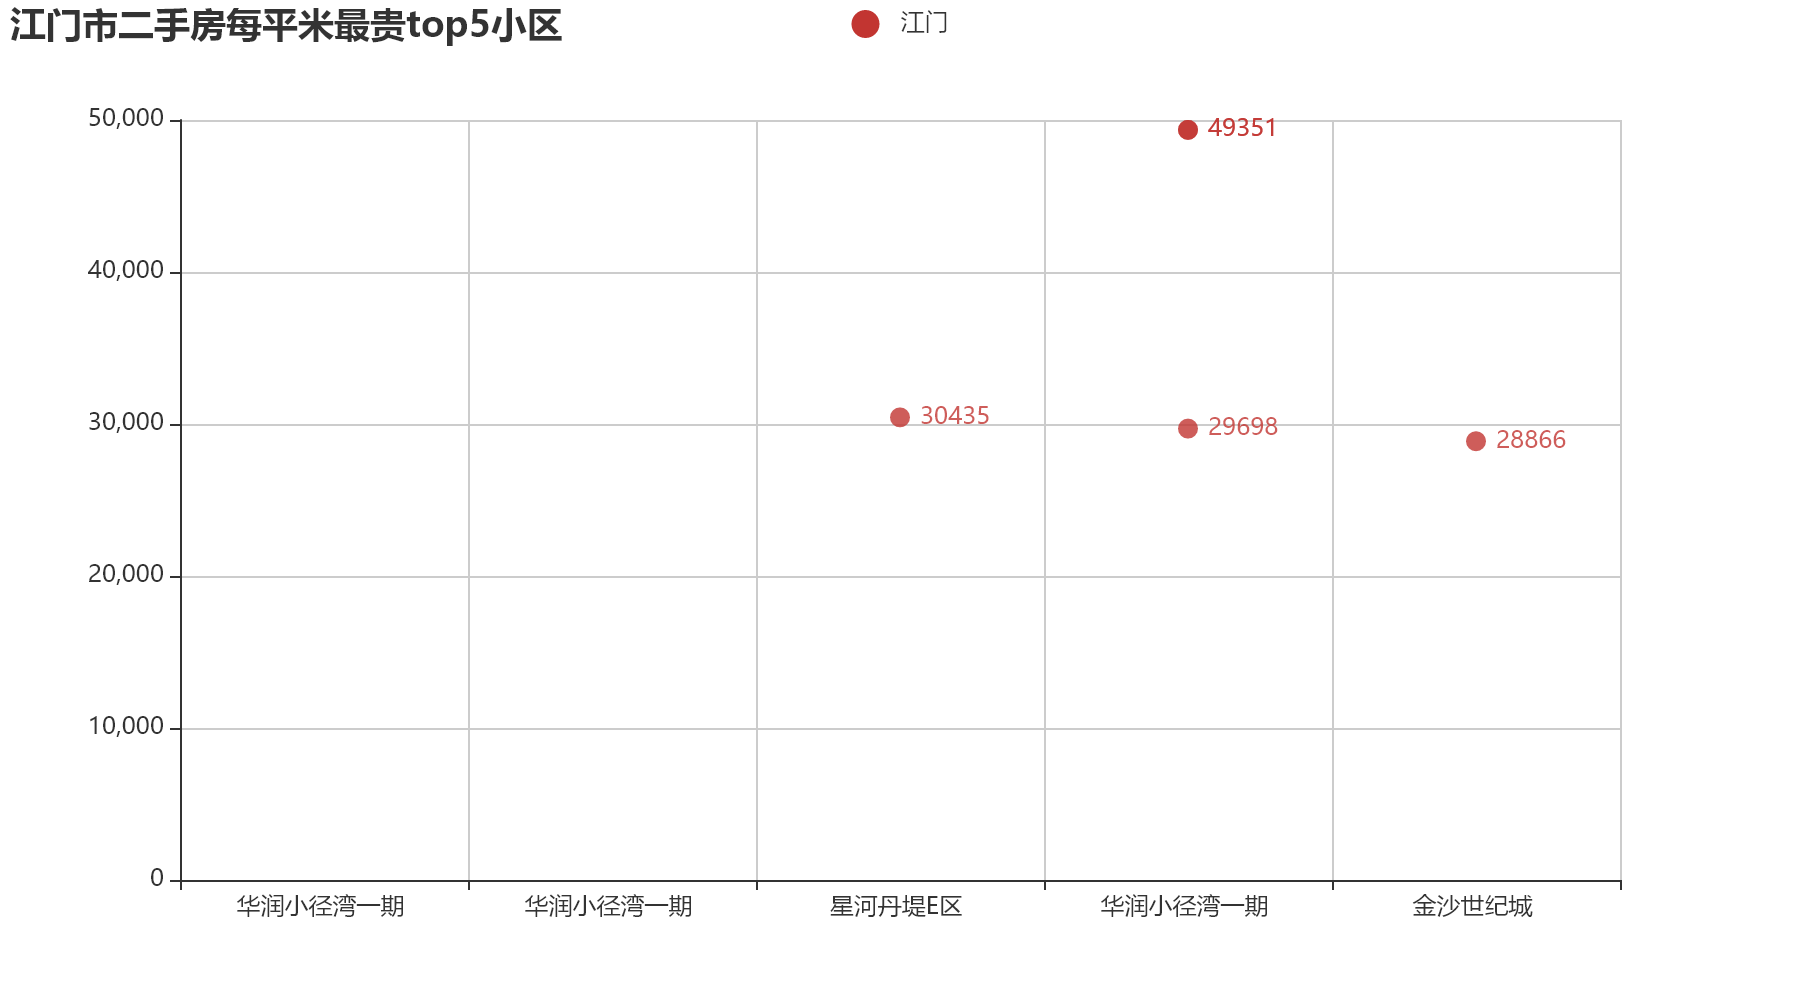 江门市二手房每平米最贵top5小区
江门
50,000
40,000
30,000
20,000
10,000
0
49351
30435
29698
28866
华润小径湾一期
华润小径湾一期
星河丹堤E区
华润小径湾一期
金沙世纪城